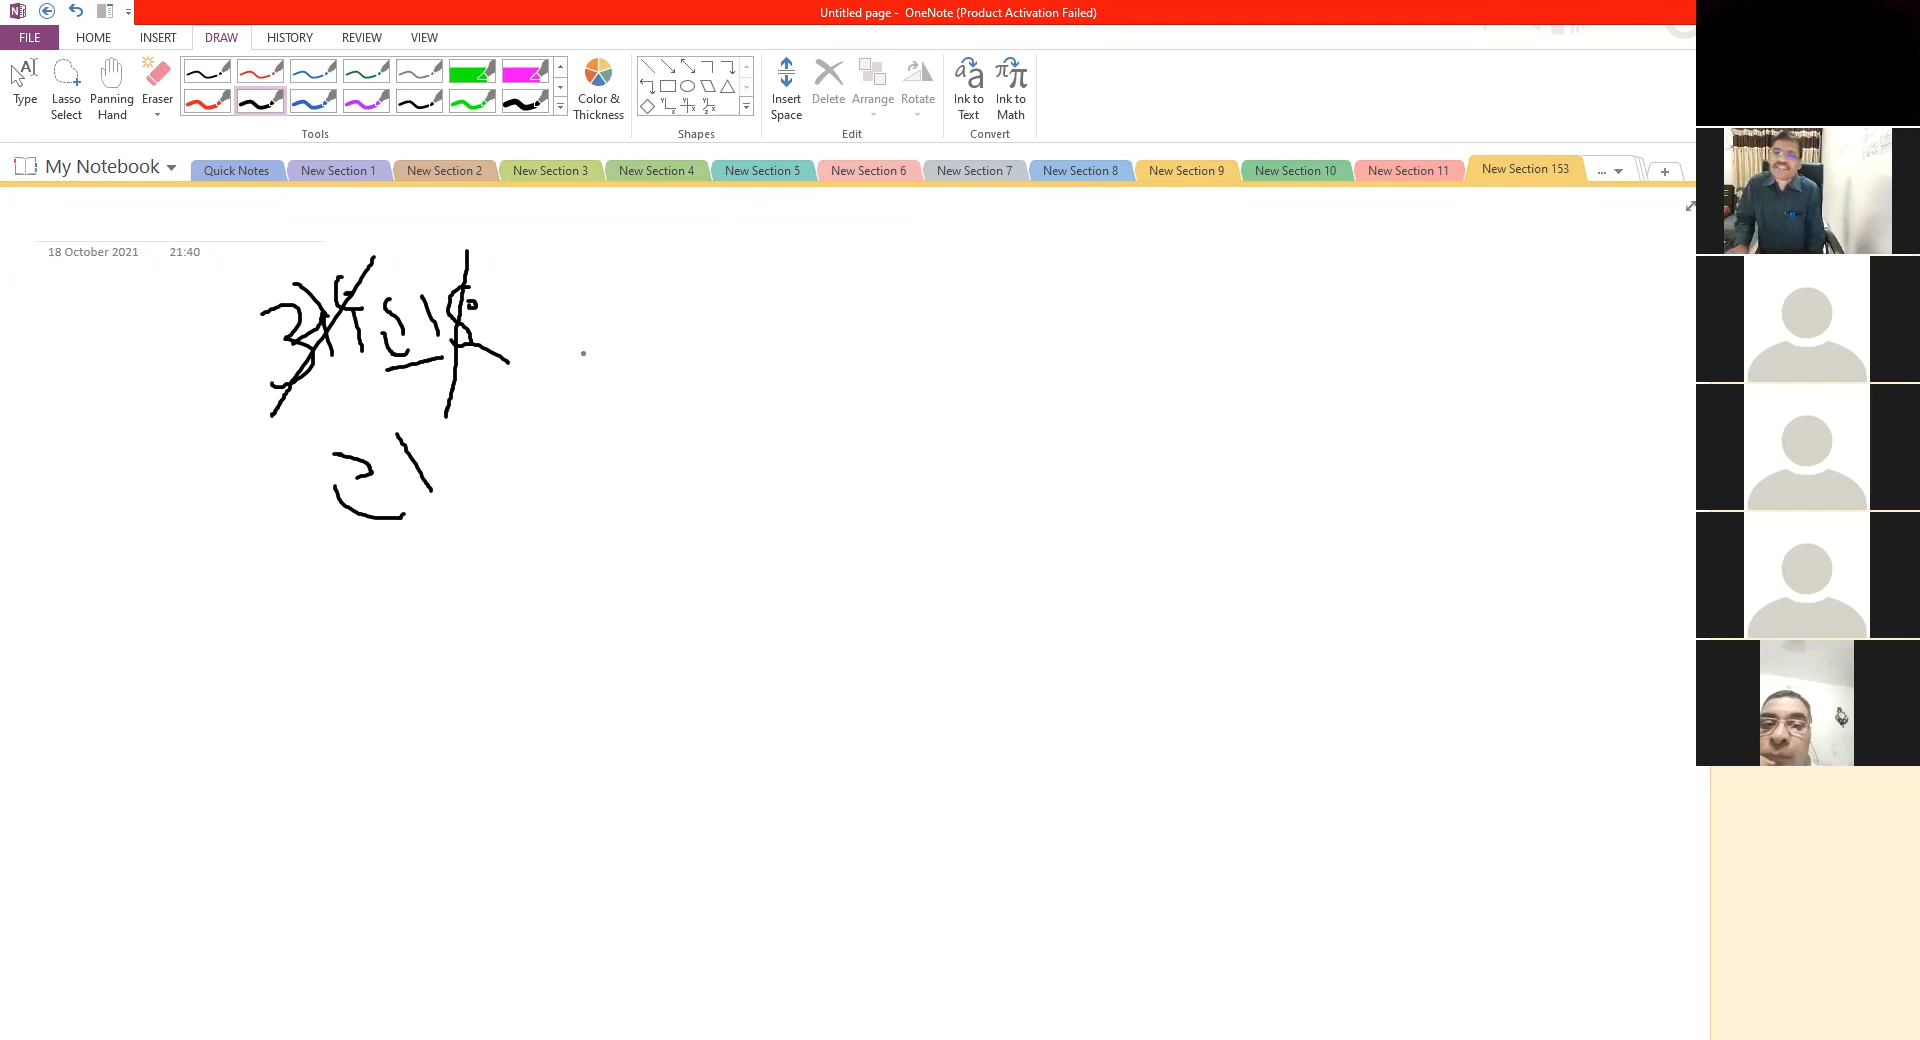 Untitled page - OneNote (Product Activation Failed)
FILE HOME INSERT DRAW HISTORY REVIEW VIEW
Type Lasso Select Panning Hand Eraser Color & Thickness Insert Space Delete Arrange Rotate Ink to Text Ink to Math
Tools Shapes Edit Convert
My Notebook Quick Notes New Section 1 New Section 2 New Section 3 New Section 4 New Section 5 New Section 6 New Section 7 New Section 8 New Section 9 New Section 10 New Section 11 New Section 153 ...
18 October 2021 21:40